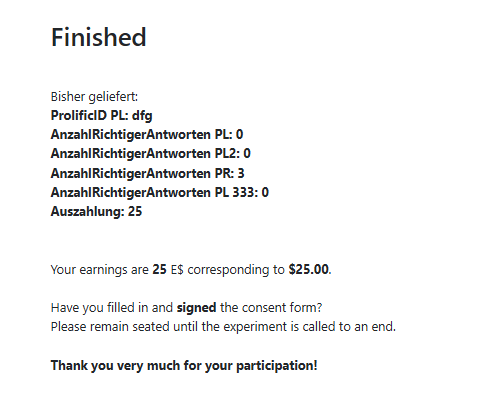 Finished
Bisher geliefert:
ProlificID PL: dfg
AnzahlRichtigerAntworten PL: 0
AnzahlRichtigerAntworten PL2: 0
AnzahlRichtigerAntworten PR: 3
AnzahlRichtigerAntworten PL 333: 0
Auszahlung: 25
Your earnings are 25 E$ corresponding to $25.00.
Have you filled in and signed the consent form?
Please remain seated until the experiment is called to an end.
Thank you very much for your participation!